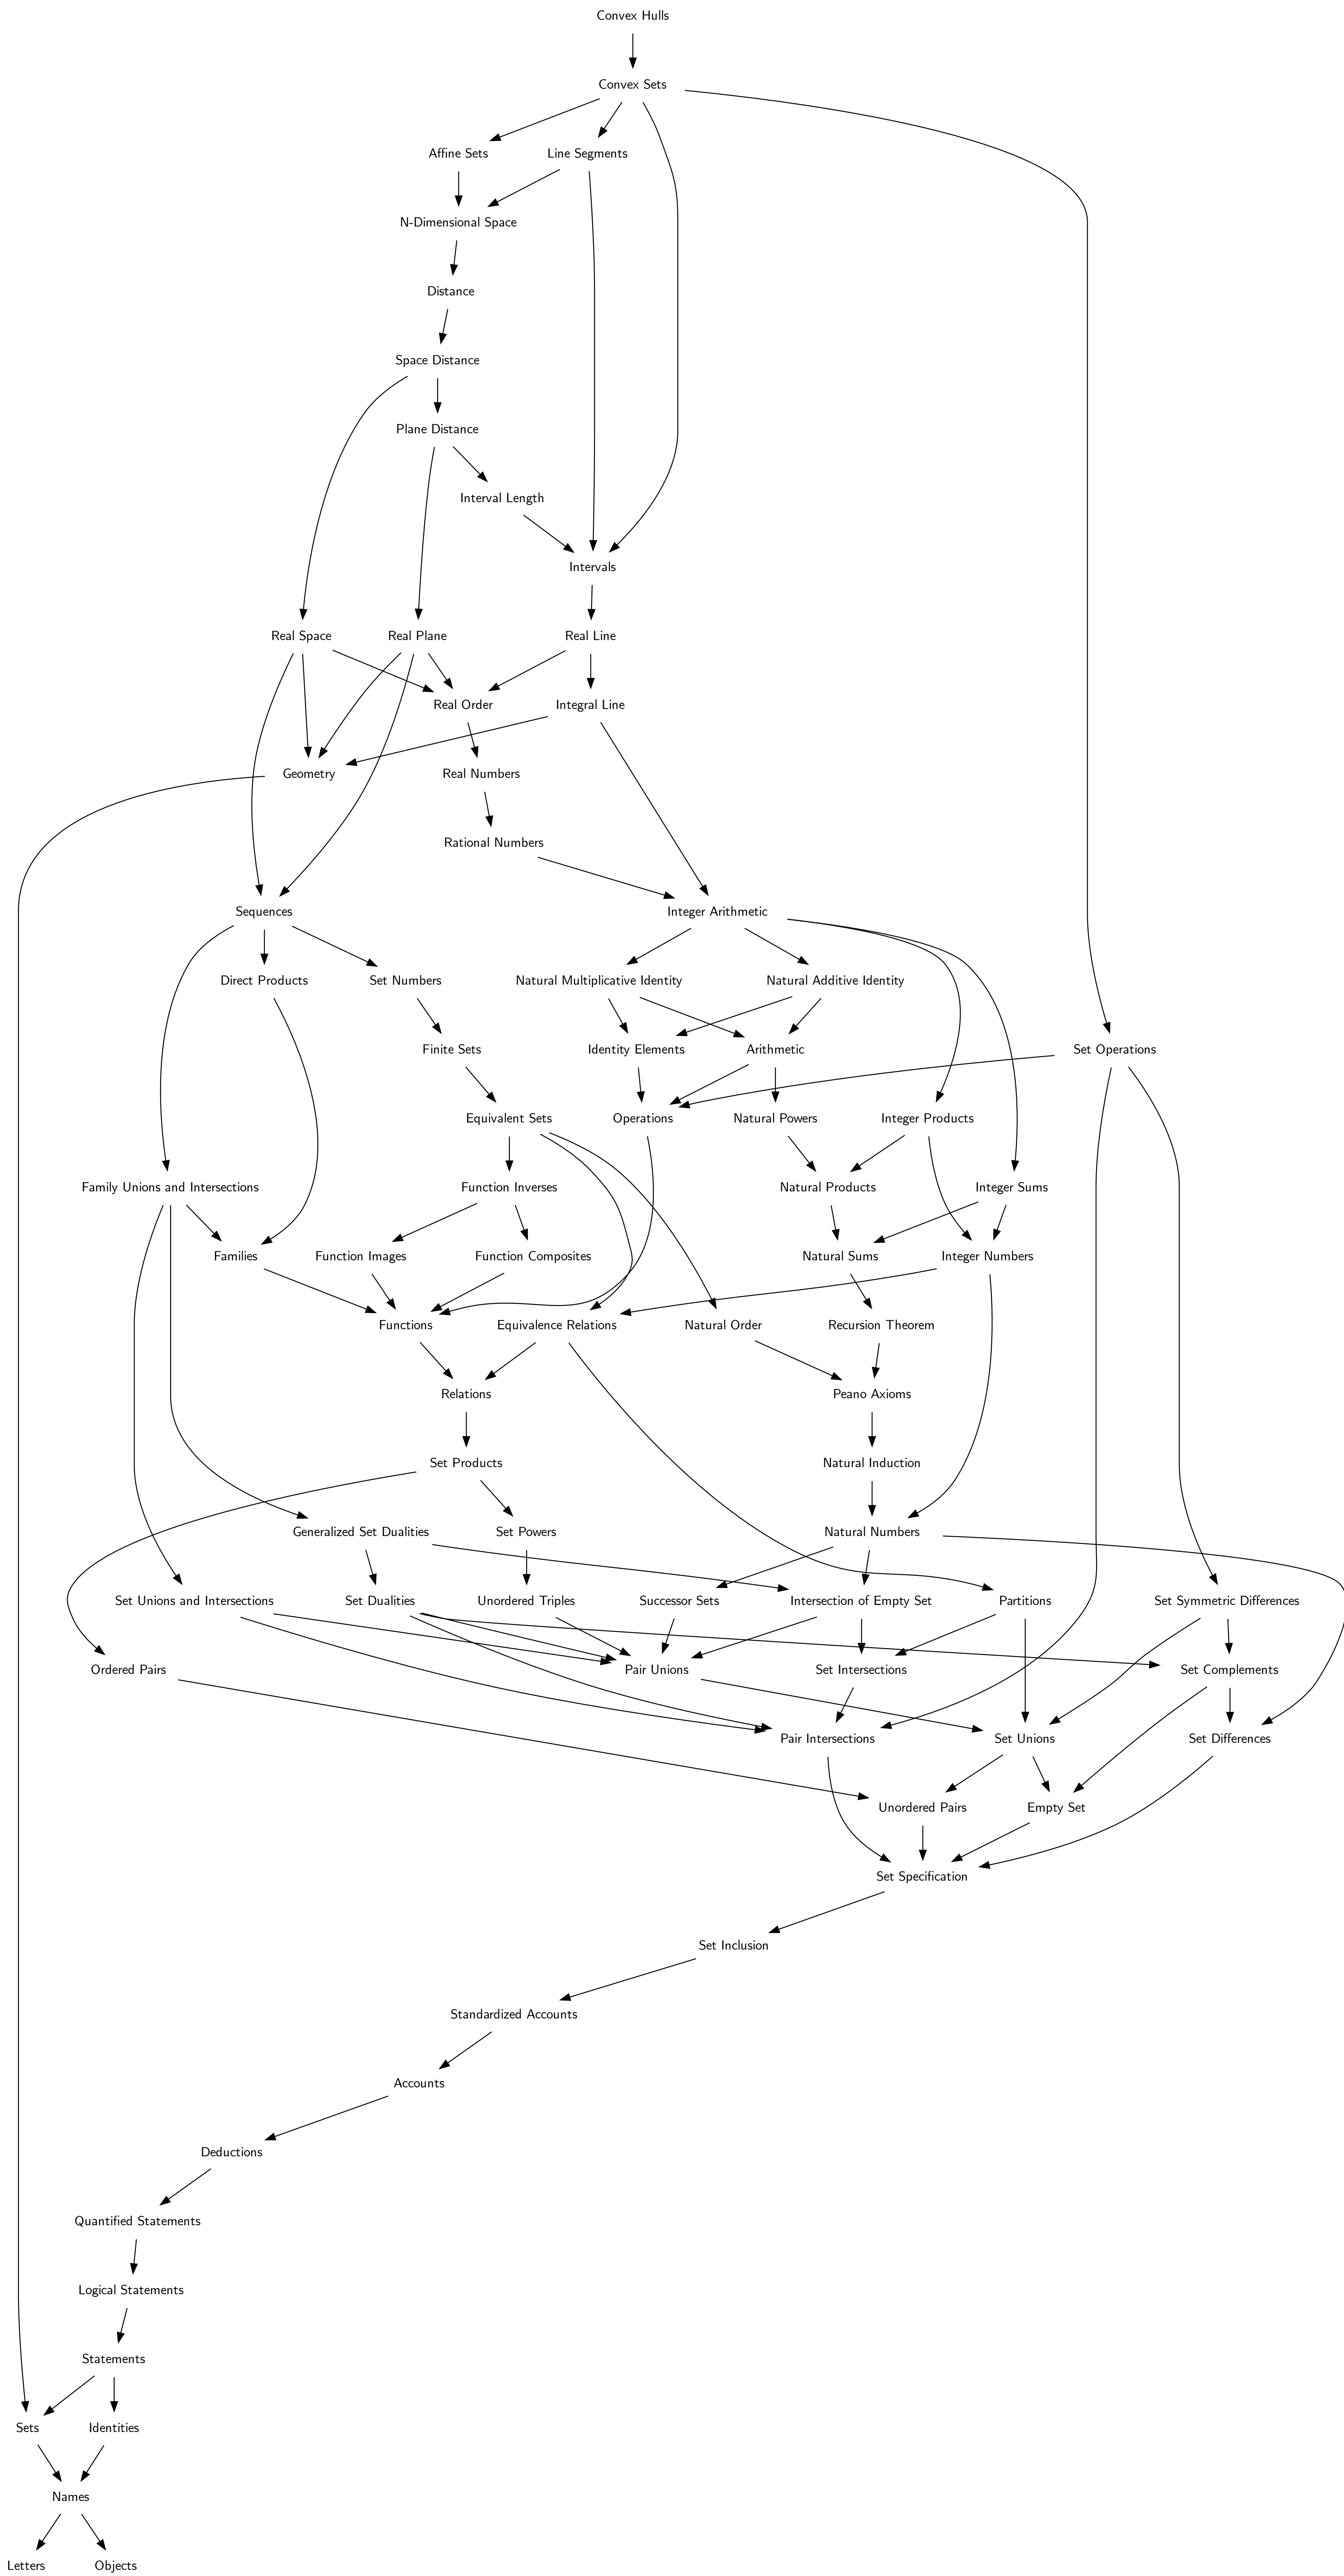 Convex Hulls
Convex Sets
Affine Sets
Line Segments
N-Dimensional Space
Distance
Space Distance
Plane Distance
Interval Length
Intervals
Real Space
Real Plane
Real Line
Real Order
Integral Line
Geometry
Real Numbers
Rational Numbers
Sequences
Integer Arithmetic
Direct Products
Set Numbers
Natural Multiplicative Identity
Natural Additive Identity
Finite Sets
Identity Elements
Arithmetic
Set Operations
Equivalent Sets
Operations
Natural Powers
Integer Products
Family Unions and Intersections
Function Inverses
Natural Products
Integer Sums
Families
Function Images
Function Composites
Natural Sums
Integer Numbers
Functions
Equivalence Relations
Natural Order
Recursion Theorem
Relations
Peano Axioms
Set Products
Natural Induction
Generalized Set Dualities
Set Powers
Natural Numbers
Set Unions and Intersections
Set Dualities
Unordered Triples
Successor Sets
Intersection of Empty Set
Partitions
Set Symmetric Differences
Ordered Pairs
Pair Unions
Set Intersections
Set Complements
Pair Intersections
Set Unions
Set Differences
Unordered Pairs
Empty Set
Set Specification
Set Inclusion
Standardized Accounts
Accounts
Deductions
Quantified Statements
Logical Statements
Statements
Sets
Identities
Names
Letters
Objects